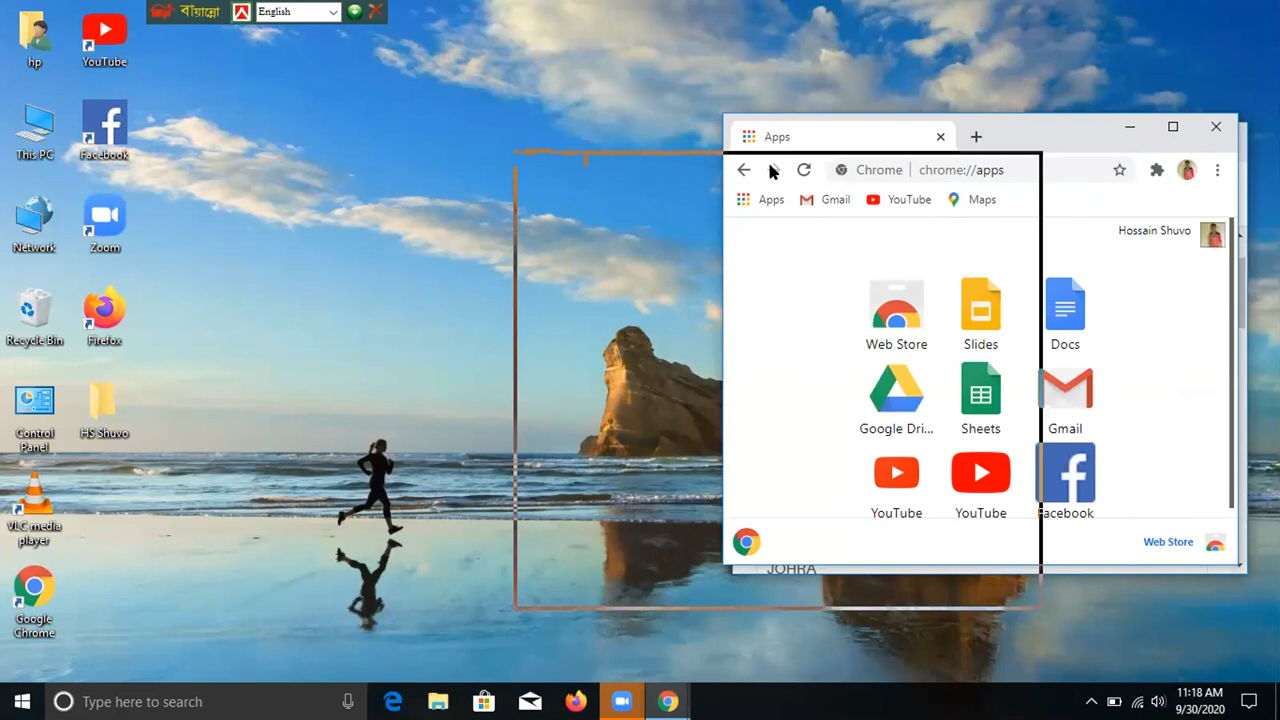 বায়ান্নো
English
hp
YouTube
This PC
Facebook
Network
Zoom
Recycle Bin
Firefox
Control
Panel
HS Shuvo
VLC media
player
Google
Chrome
Apps
Chrome
chrome://apps
Apps
Gmail
YouTube
Maps
Hossain Shuvo
Web Store
Slides
Docs
Google Dri...
Sheets
Gmail
YouTube
YouTube
Facebook
Web Store
JOHRA
Type here to search
:18 AM
9/30/2020